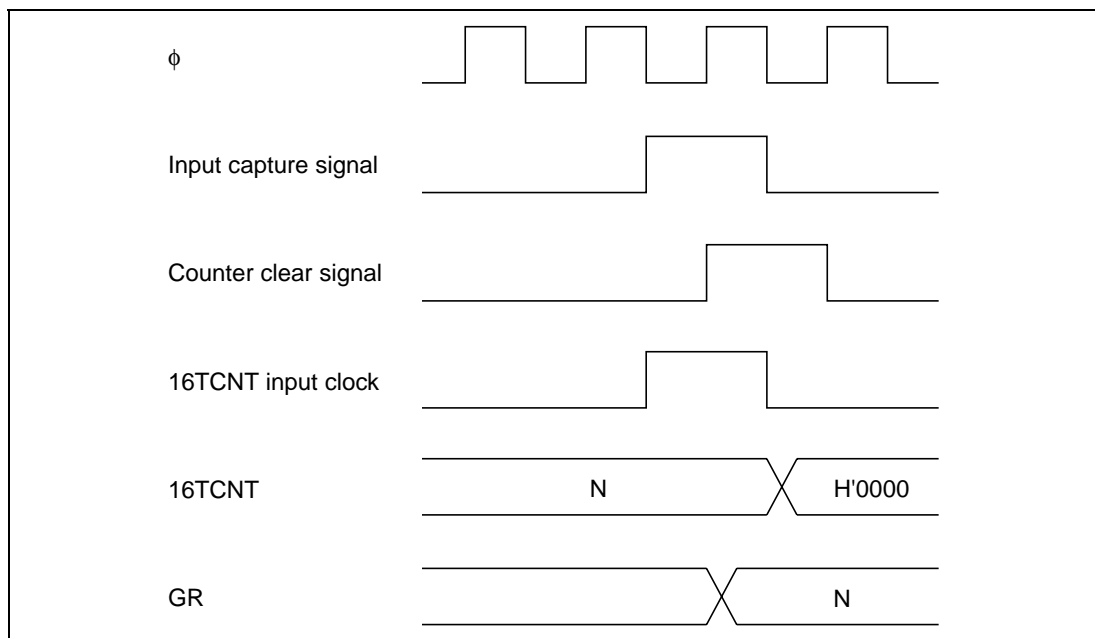 ϕ
Input capture signal
Counter clear signal
16TCNT input clock
16TCNT N H'0000
GR N